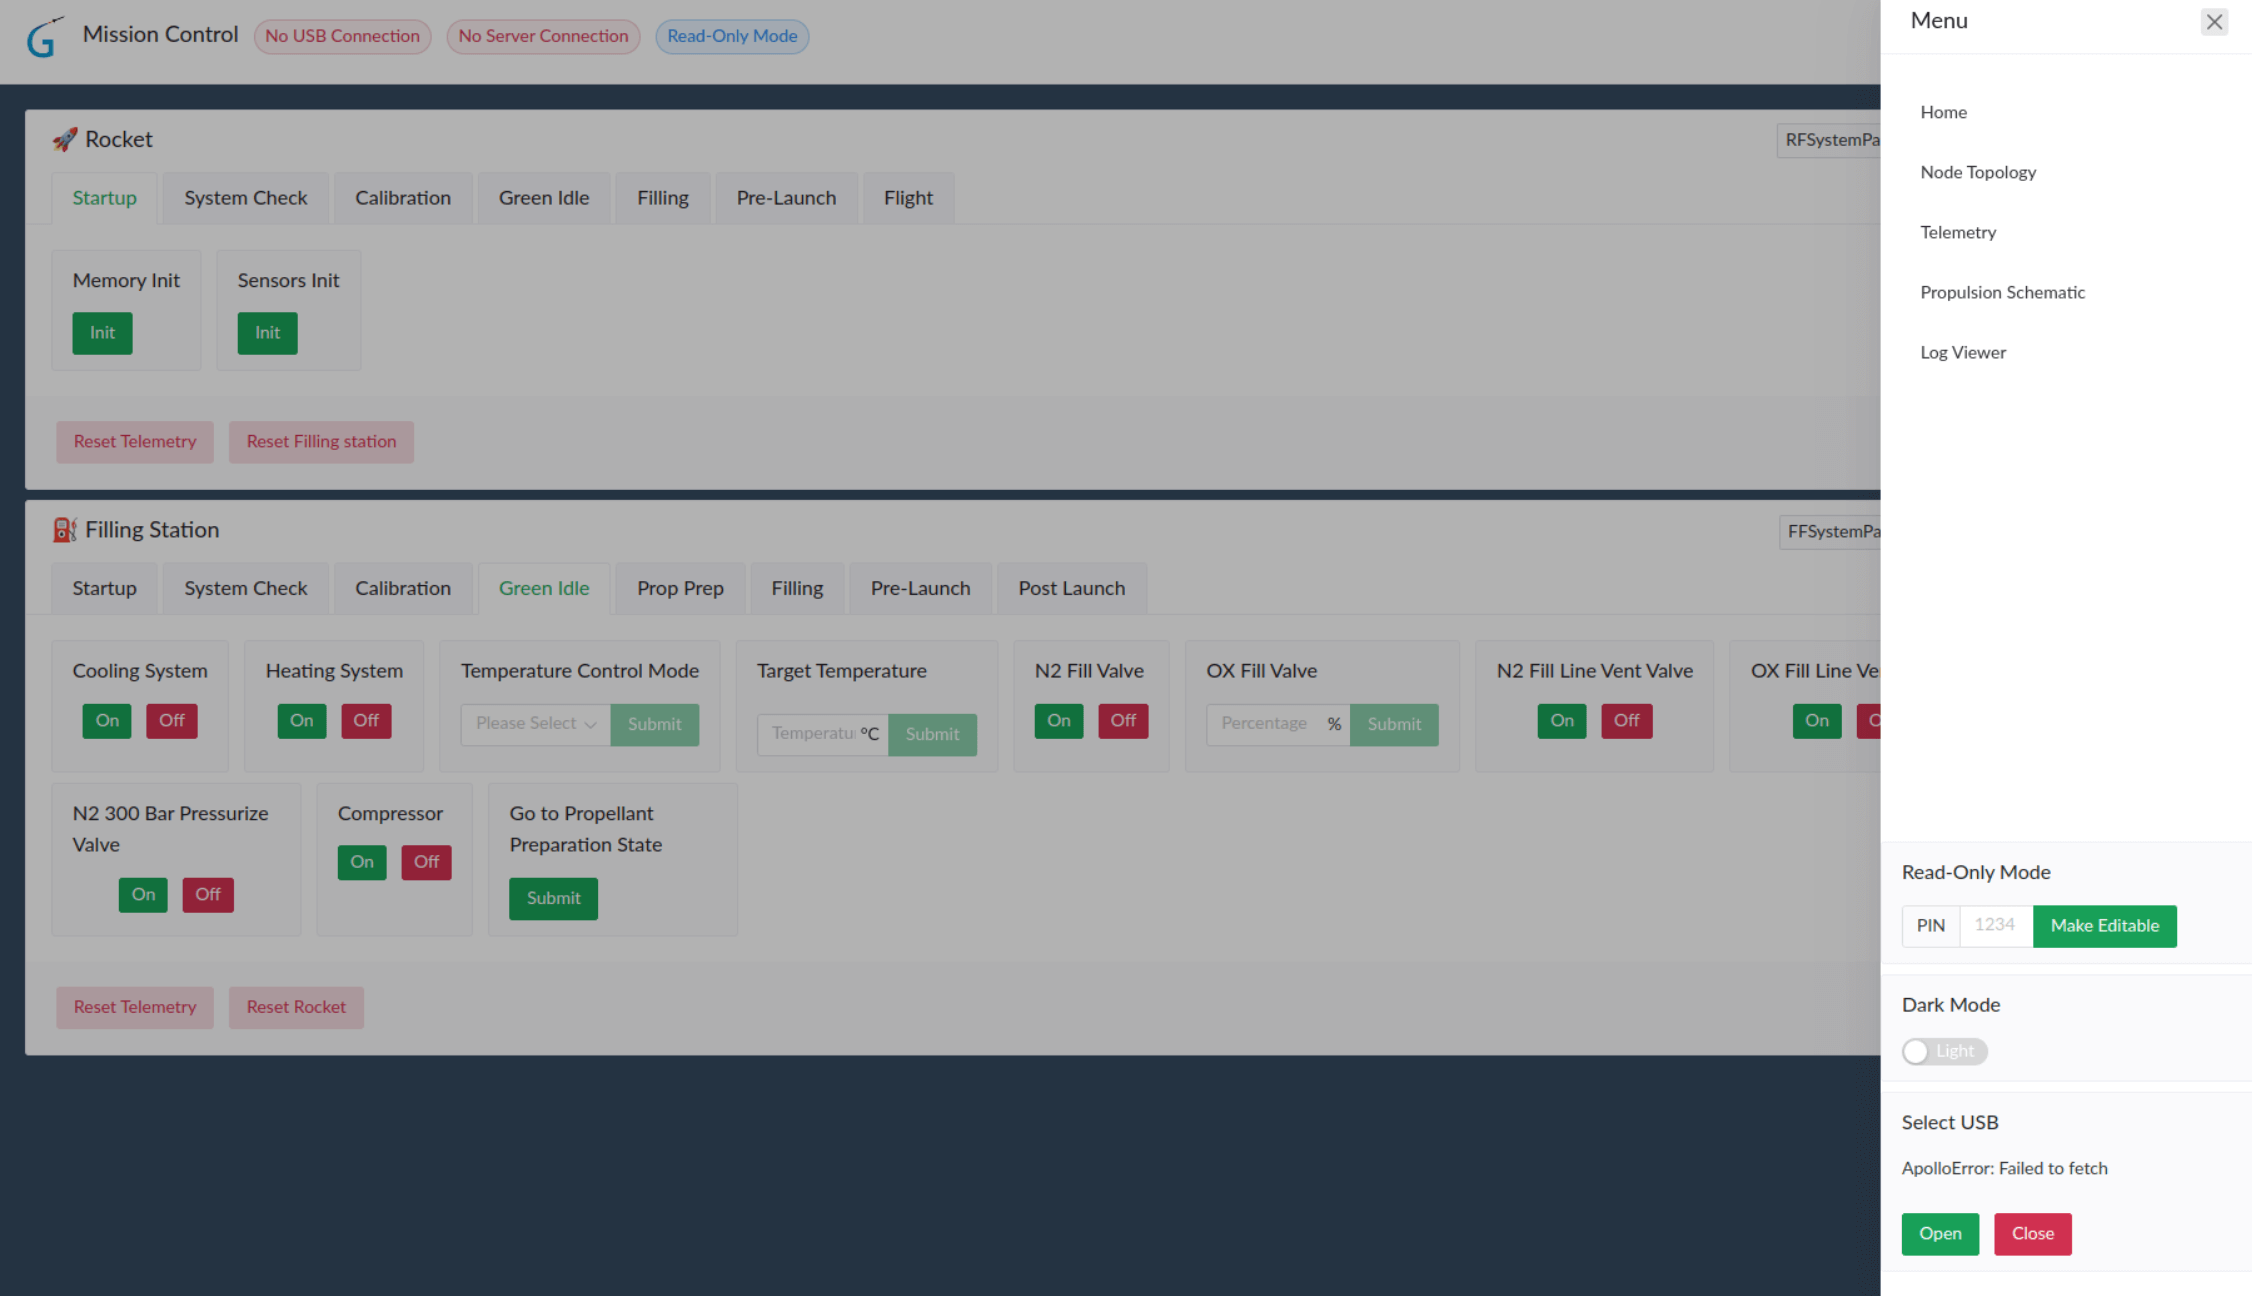 Mission Control No USB Connection No Server Connection Read-Only Mode
Rocket RFSystemPa
Startup System Check Calibration Green Idle Filling Pre-Launch Flight
Memory Init Sensors Init
Init Init
Reset Telemetry Reset Filling station
Filling Station FFSystemPa
Startup System Check Calibration Green Idle Prop Prep Filling Pre-Launch Post Launch
Cooling System Heating System Temperature Control Mode Target Temperature N2 Fill Valve OX Fill Valve N2 Fill Line Vent Valve OX Fill Line Ve
On Off On Off Please Select Submit Temperatu °C Submit On Off Percentage % Submit On Off On O
N2 300 Bar Pressurize Compressor Go to Propellant
Valve Preparation State
On Off On Off Submit
Reset Telemetry Reset Rocket
Menu
Home
Node Topology
Telemetry
Propulsion Schematic
Log Viewer
Read-Only Mode
PIN 1234 Make Editable
Dark Mode
Light
Select USB
ApolloError: Failed to fetch
Open Close